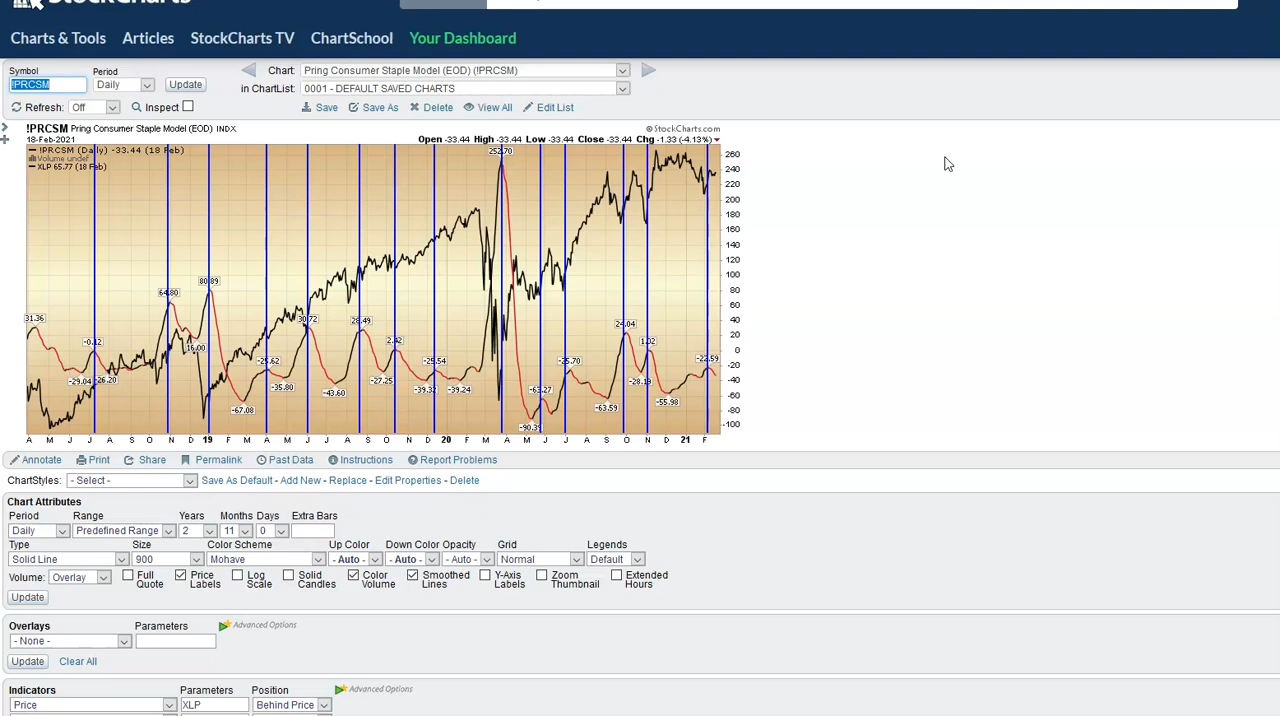 StockCharts
Charts & Tools Articles StockCharts TV ChartSchool Your Dashboard
Symbol Period
!PRCSM Daily Update
Chart: Pring Consumer Staple Model (EOD) (!PRCSM)
in ChartList: 0001 - DEFAULT SAVED CHARTS
Refresh: Off Inspect
Save Save As Delete View All Edit List
!PRCSM Pring Consumer Staple Model (EOD) INDX
© StockCharts.com
18-Feb-2021
Open -33.44 High -33.44 Low -33.44 Close -33.44 Chg -1.33 (-4.13%)
!PRCSM (Daily) -33.44 (18 Feb)
Volume undef
XLP 65.77 (18 Feb)
252.70
260
240
220
200
180
160
140
120
100
80
60
40
20
0
-20
-40
-60
-80
-100
31.36
-29.04
-0.12
-26.20
64.80
16.00
80.89
-67.08
-25.62
-35.80
30.72
-43.60
28.49
-27.25
2.42
-39.32
-25.54
-39.24
-90.39
-63.27
-25.70
-63.59
24.04
-28.19
1.02
-55.98
-22.59
A M J J A S O N D 19 F M A M J J A S O N D 20 F M A M J J A S O N D 21 F
Annotate Print Share Permalink Past Data Instructions Report Problems
ChartStyles: - Select - Save As Default - Add New - Replace - Edit Properties - Delete
Chart Attributes
Period Range Years Months Days Extra Bars
Daily Predefined Range 2 11 0
Type Size Color Scheme Up Color Down Color Opacity Grid Legends
Solid Line 900 Mohave - Auto - - Auto - - Auto - Normal Default
Volume: Overlay Full Quote Price Labels Log Scale Solid Candles Color Volume Smoothed Lines Y-Axis Labels Zoom Thumbnail Extended Hours
Update
Overlays Parameters Advanced Options
- None -
Update Clear All
Indicators Parameters Position Advanced Options
Price XLP Behind Price